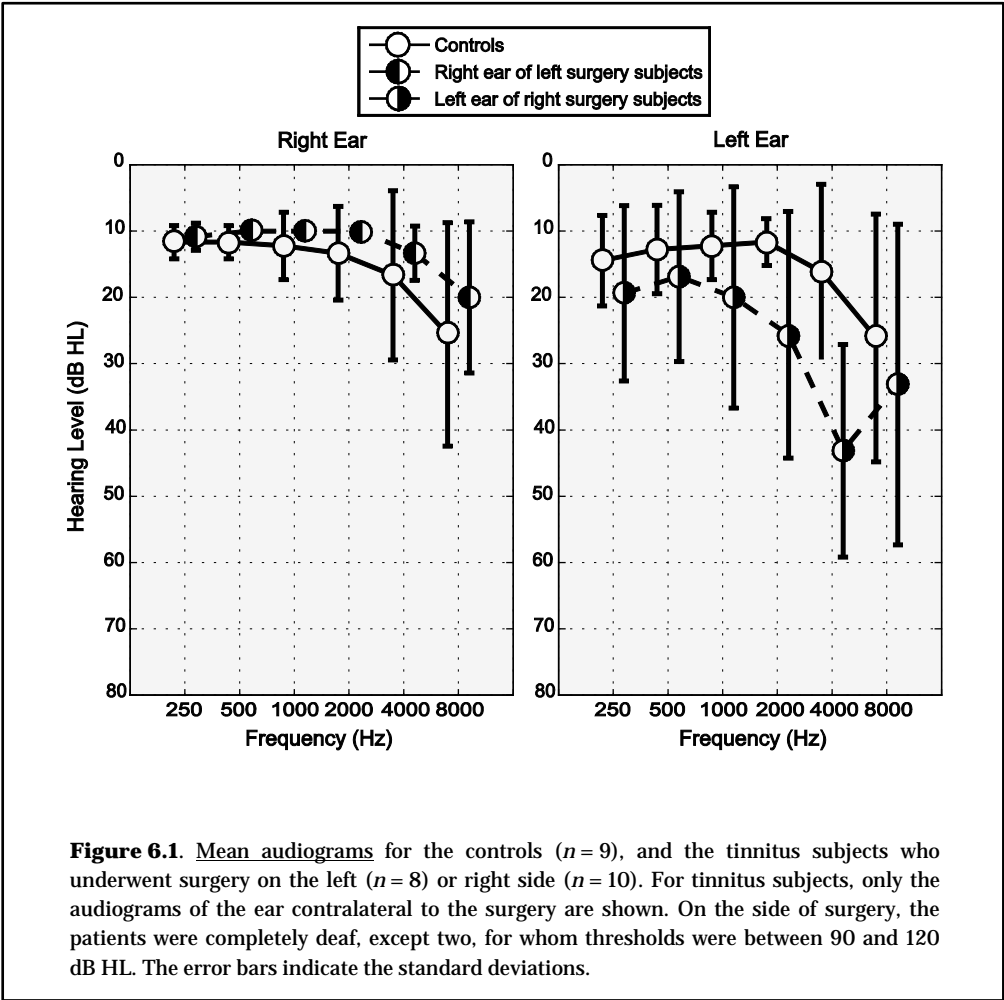 Controls
Right ear of left surgery subjects
Left ear of right surgery subjects
Right Ear
Left Ear
Hearing Level (dB HL)
0
10
20
30
40
50
60
70
80
250 500 1000 2000 4000 8000
Frequency (Hz)
0
10
20
30
40
50
60
70
80
250 500 1000 2000 4000 8000
Frequency (Hz)
Figure 6.1. Mean audiograms for the controls (n = 9), and the tinnitus subjects who
underwent surgery on the left (n = 8) or right side (n = 10). For tinnitus subjects, only the
audiograms of the ear contralateral to the surgery are shown. On the side of surgery, the
patients were completely deaf, except two, for whom thresholds were between 90 and 120
dB HL. The error bars indicate the standard deviations.